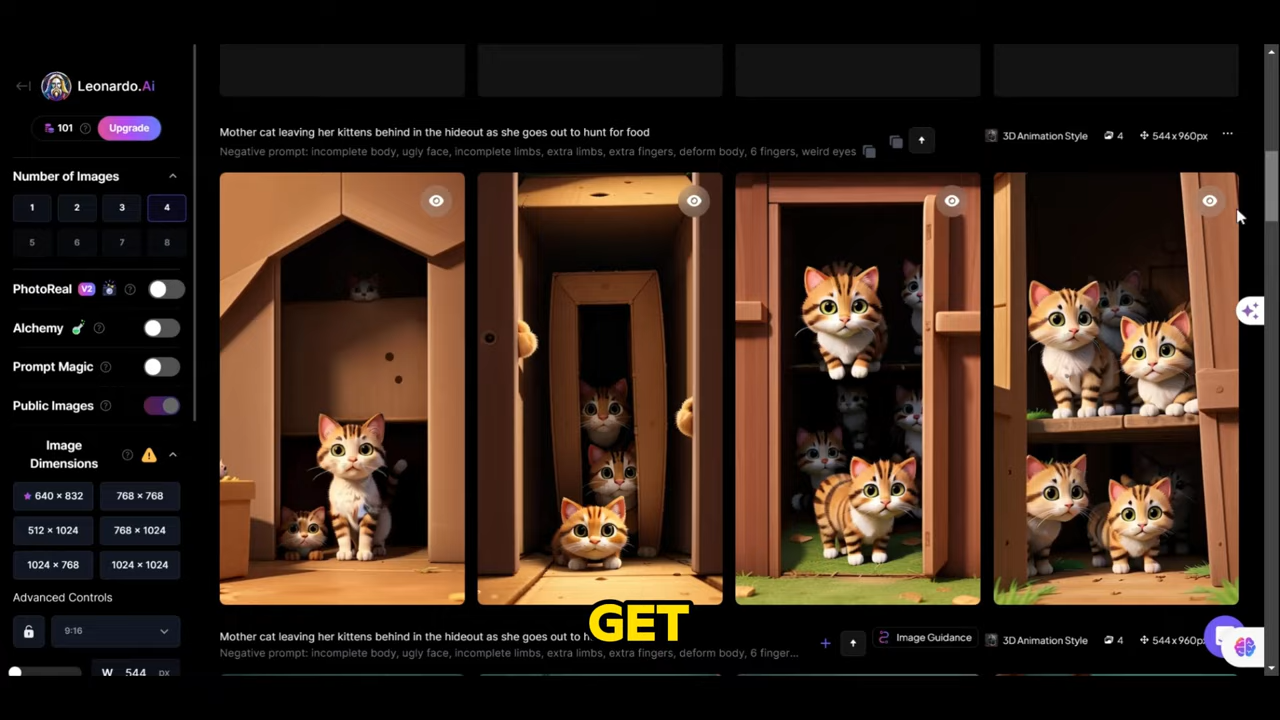 Leonardo.Ai
101 Upgrade
Number of Images
1 2 3 4
5 6 7 8
PhotoReal V2
Alchemy
Prompt Magic
Public Images
Image
Dimensions
640 × 832 768 × 768
512 × 1024 768 × 1024
1024 × 768 1024 × 1024
Advanced Controls
9:16
W 544 px
Mother cat leaving her kittens behind in the hideout as she goes out to hunt for food
Negative prompt: incomplete body, ugly face, incomplete limbs, extra limbs, extra fingers, deform body, 6 fingers, weird eyes
3D Animation Style 4 544x960px ...
GET
Mother cat leaving her kittens behind in the hideout as she goes out to h
Negative prompt: incomplete body, ugly face, incomplete limbs, extra limbs, extra fingers, deform body, 6 finger...
Image Guidance 3D Animation Style 4 544x960px